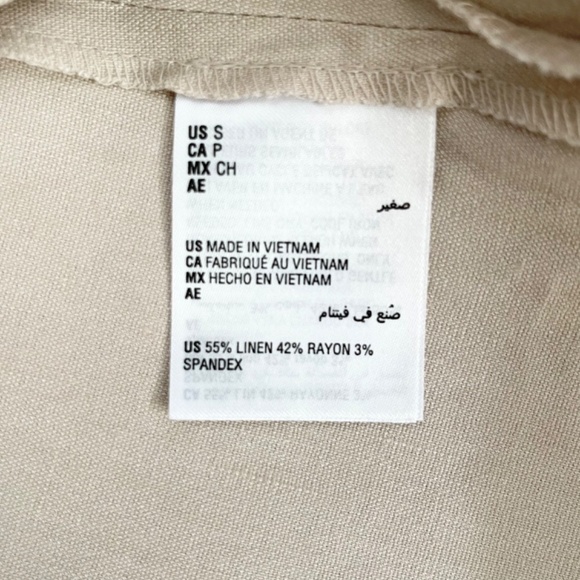 US S
CA P
MX CH
AE
صغير
US MADE IN VIETNAM
CA FABRIQUÉ AU VIETNAM
MX HECHO EN VIETNAM
AE
صُنع في فيتنام
US 55% LINEN 42% RAYON 3%
SPANDEX